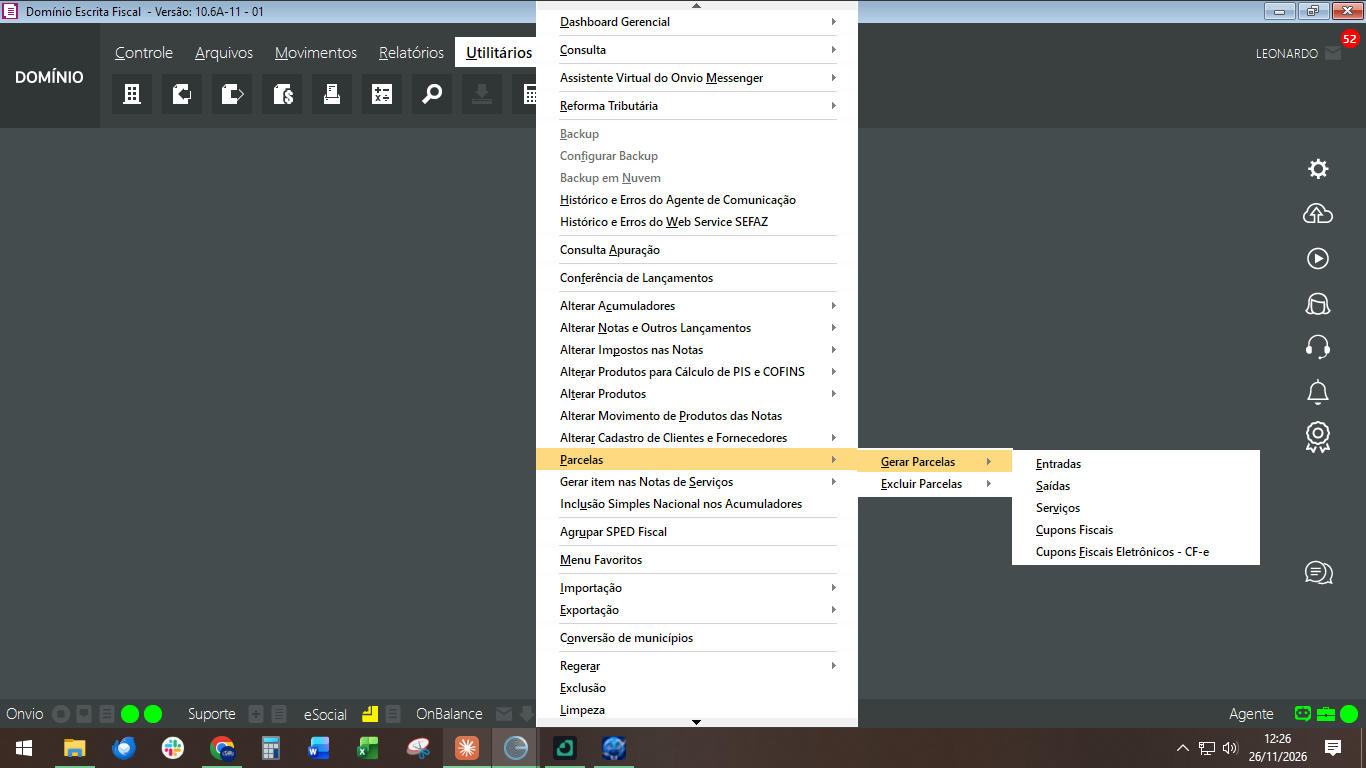 Domínio Escrita Fiscal - Versão: 10.6A-11 - 01
DOMÍNIO
Controle
Arquivos
Movimentos
Relatórios
Utilitários
LEONARDO
52
Dashboard Gerencial
Consulta
Assistente Virtual do Onvio Messenger
Reforma Tributária
Backup
Configurar Backup
Backup em Nuvem
Histórico e Erros do Agente de Comunicação
Histórico e Erros do Web Service SEFAZ
Consulta Apuração
Conferência de Lançamentos
Alterar Acumuladores
Alterar Notas e Outros Lançamentos
Alterar Impostos nas Notas
Alterar Produtos para Cálculo de PIS e COFINS
Alterar Produtos
Alterar Movimento de Produtos das Notas
Alterar Cadastro de Clientes e Fornecedores
Parcelas
Gerar item nas Notas de Serviços
Inclusão Simples Nacional nos Acumuladores
Agrupar SPED Fiscal
Menu Favoritos
Importação
Exportação
Conversão de municípios
Regerar
Exclusão
Limpeza
Gerar Parcelas
Excluir Parcelas
Entradas
Saídas
Serviços
Cupons Fiscais
Cupons Fiscais Eletrônicos - CF-e
Onvio
Suporte
eSocial
OnBalance
Agente
12:26
26/11/2026